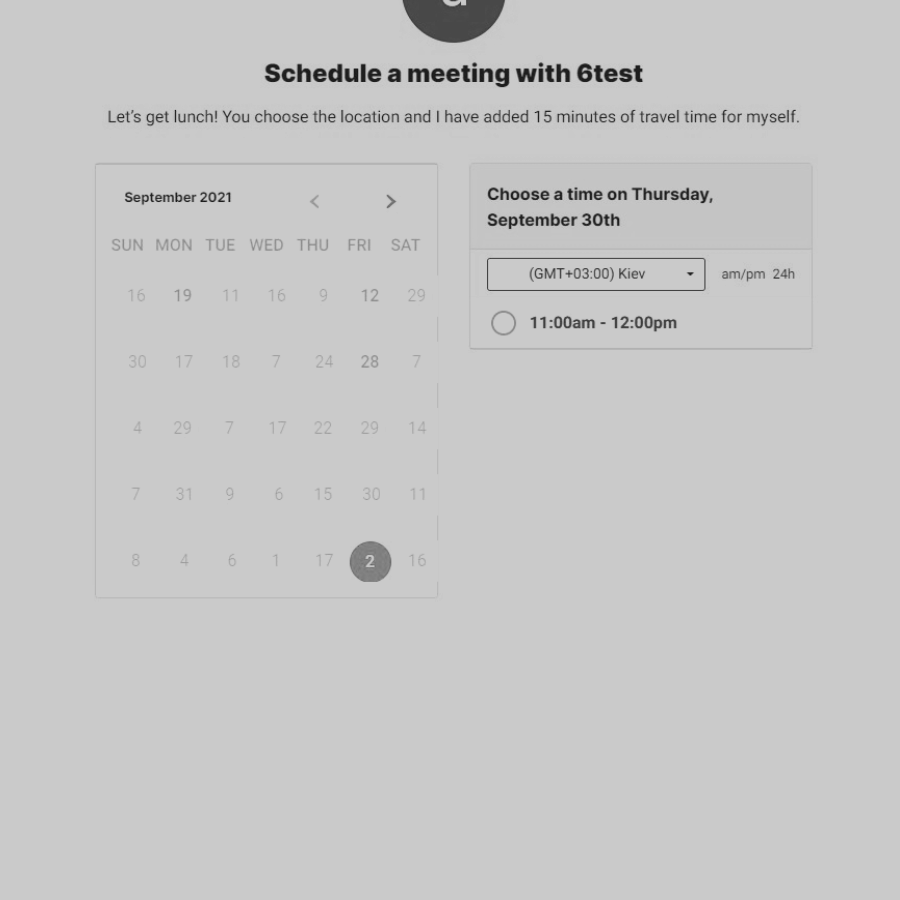 Schedule a meeting with 6test
Let's get lunch! You choose the location and I have added 15 minutes of travel time for myself.
September 2021
SUN MON TUE WED THU FRI SAT
16 19 11 16 9 12 29
30 17 18 7 24 28 7
4 29 7 17 22 29 14
7 31 9 6 15 30 11
8 4 6 1 17 2 16
Choose a time on Thursday,
September 30th
(GMT+03:00) Kiev am/pm 24h
11:00am - 12:00pm